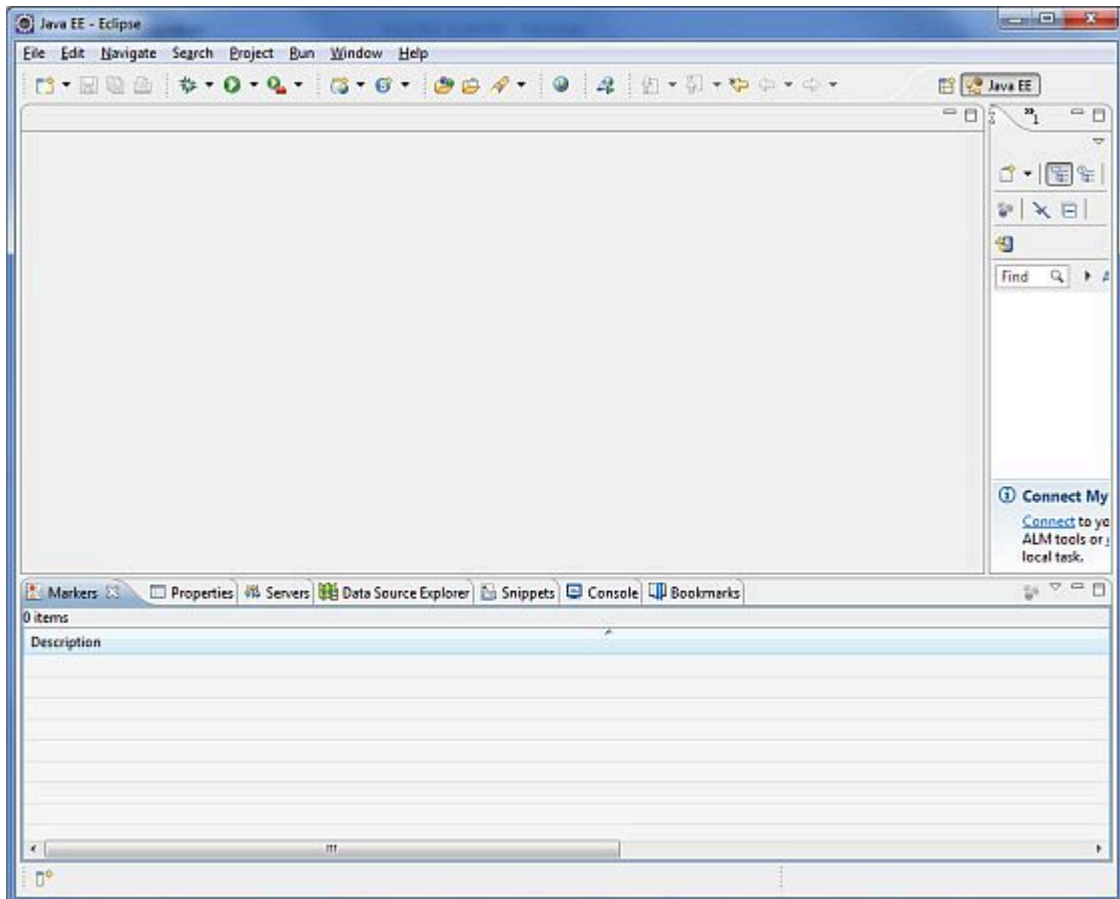 Java EE - Eclipse
File Edit Navigate Search Project Run Window Help
Java EE
»1
Find
Connect My
Connect to yo
ALM tools or
local task.
Markers Properties Servers Data Source Explorer Snippets Console Bookmarks
0 items
Description